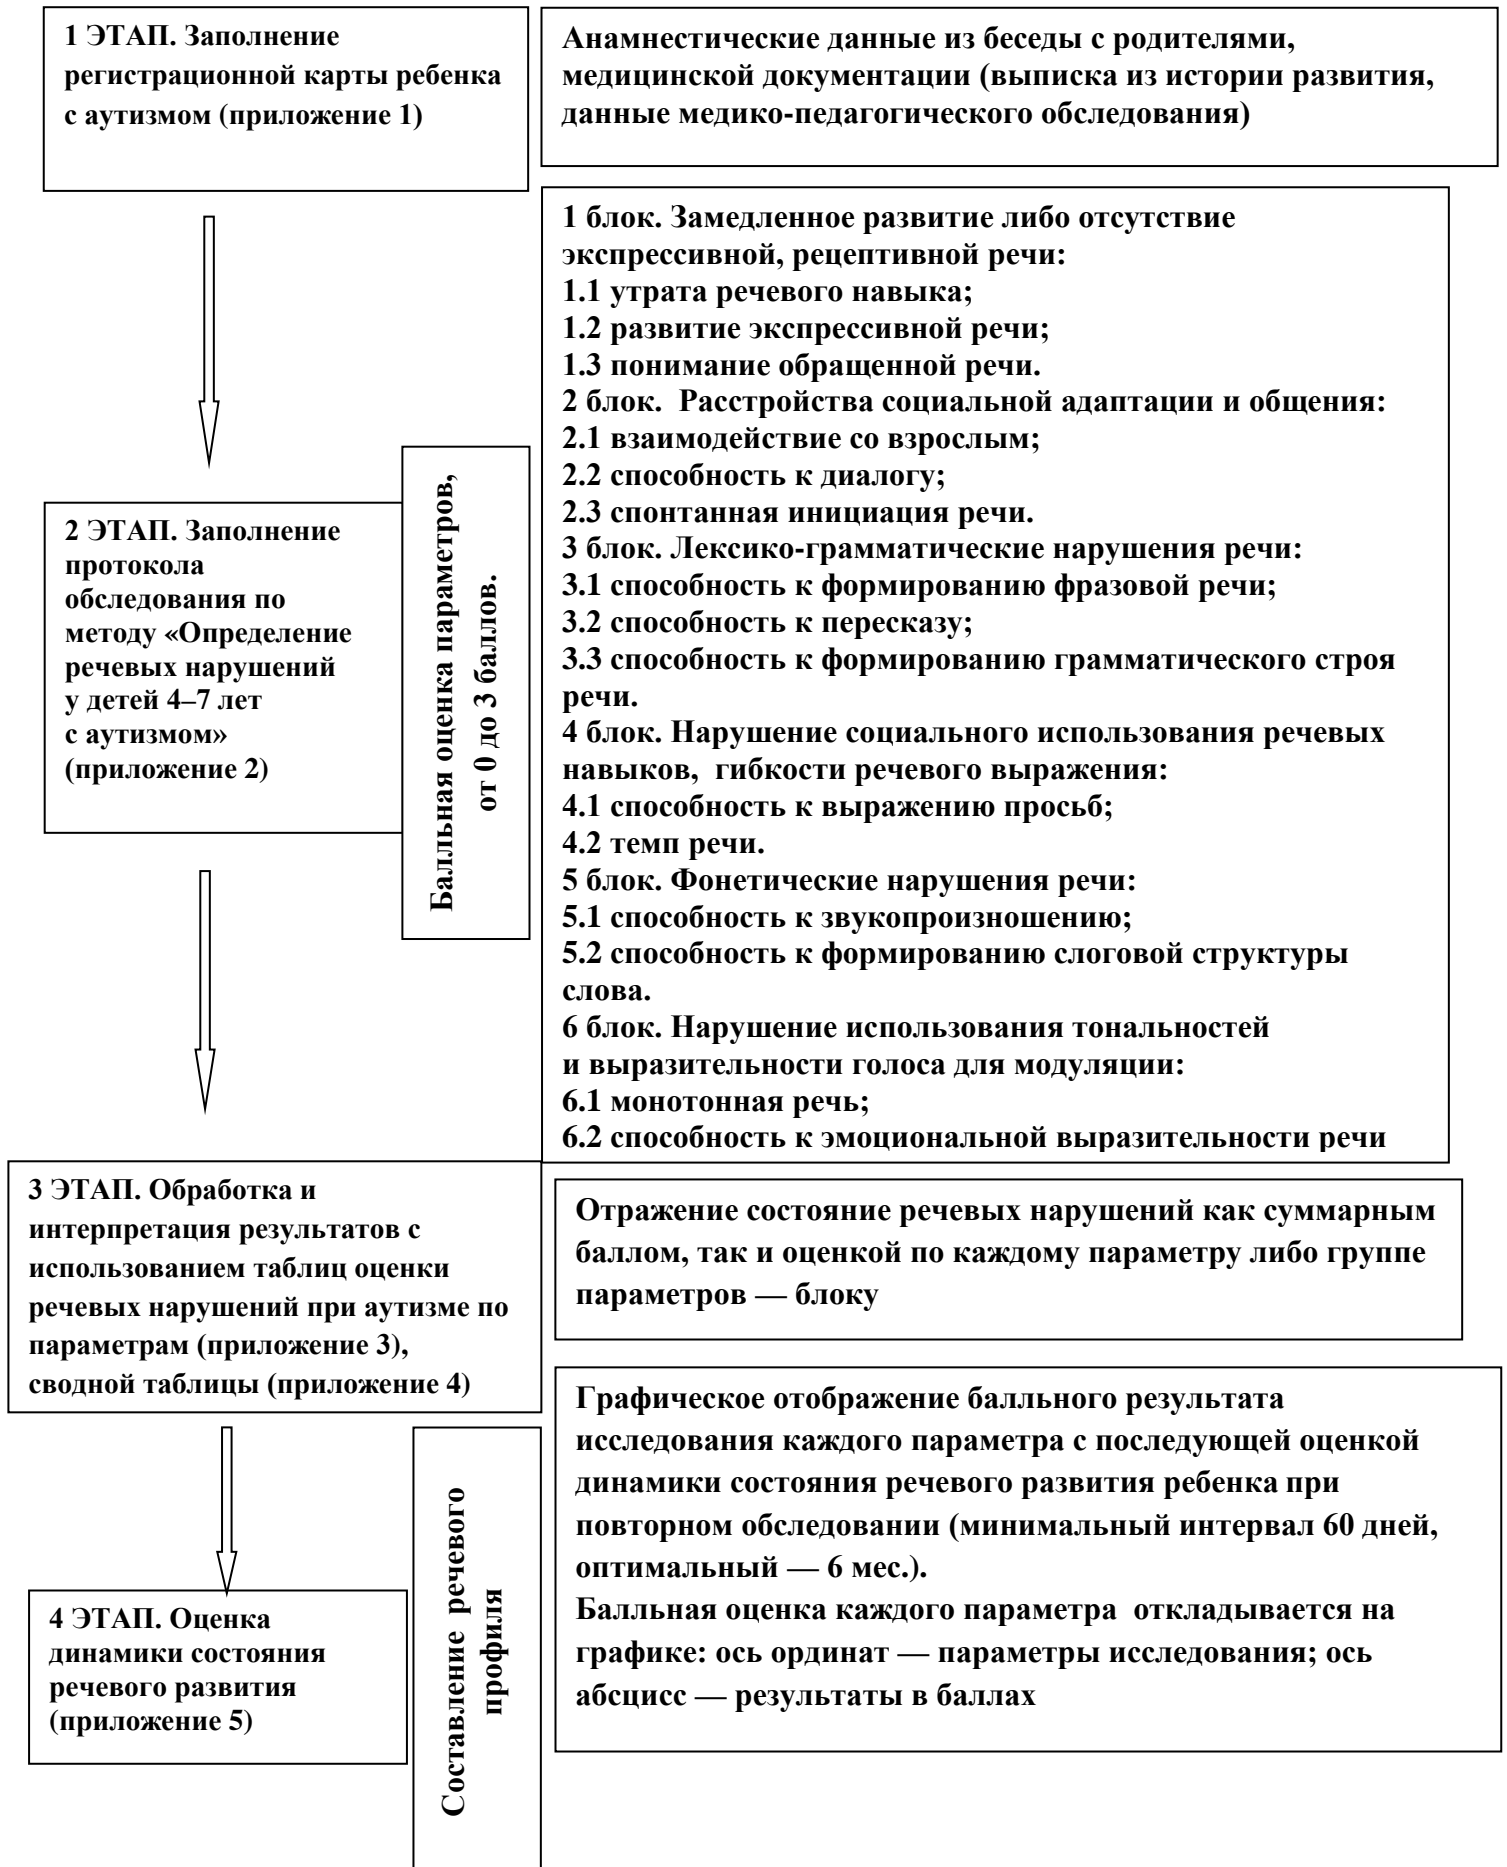 1 ЭТАП. Заполнение
регистрационной карты ребенка
с аутизмом (приложение 1)
Анамнестические данные из беседы с родителями,
медицинской документации (выписка из истории развития,
данные медико-педагогического обследования)
2 ЭТАП. Заполнение
протокола
обследования по
методу «Определение
речевых нарушений
у детей 4–7 лет
с аутизмом»
(приложение 2)
Балльная оценка параметров,
от 0 до 3 баллов.
1 блок. Замедленное развитие либо отсутствие
экспрессивной, рецептивной речи:
1.1 утрата речевого навыка;
1.2 развитие экспрессивной речи;
1.3 понимание обращенной речи.
2 блок.  Расстройства социальной адаптации и общения:
2.1 взаимодействие со взрослым;
2.2 способность к диалогу;
2.3 спонтанная инициация речи.
3 блок. Лексико-грамматические нарушения речи:
3.1 способность к формированию фразовой речи;
3.2 способность к пересказу;
3.3 способность к формированию грамматического строя
речи.
4 блок. Нарушение социального использования речевых
навыков,  гибкости речевого выражения:
4.1 способность к выражению просьб;
4.2 темп речи.
5 блок. Фонетические нарушения речи:
5.1 способность к звукопроизношению;
5.2 способность к формированию слоговой структуры
слова.
6 блок. Нарушение использования тональностей
и выразительности голоса для модуляции:
6.1 монотонная речь;
6.2 способность к эмоциональной выразительности речи
3 ЭТАП. Обработка и
интерпретация результатов с
использованием таблиц оценки
речевых нарушений при аутизме по
параметрам (приложение 3),
сводной таблицы (приложение 4)
Отражение состояние речевых нарушений как суммарным
баллом, так и оценкой по каждому параметру либо группе
параметров — блоку
4 ЭТАП. Оценка
динамики состояния
речевого развития
(приложение 5)
Составление  речевого
профиля
Графическое отображение балльного результата
исследования каждого параметра с последующей оценкой
динамики состояния речевого развития ребенка при
повторном обследовании (минимальный интервал 60 дней,
оптимальный — 6 мес.).
Балльная оценка каждого параметра  откладывается на
графике: ось ординат — параметры исследования; ось
абсцисс — результаты в баллах